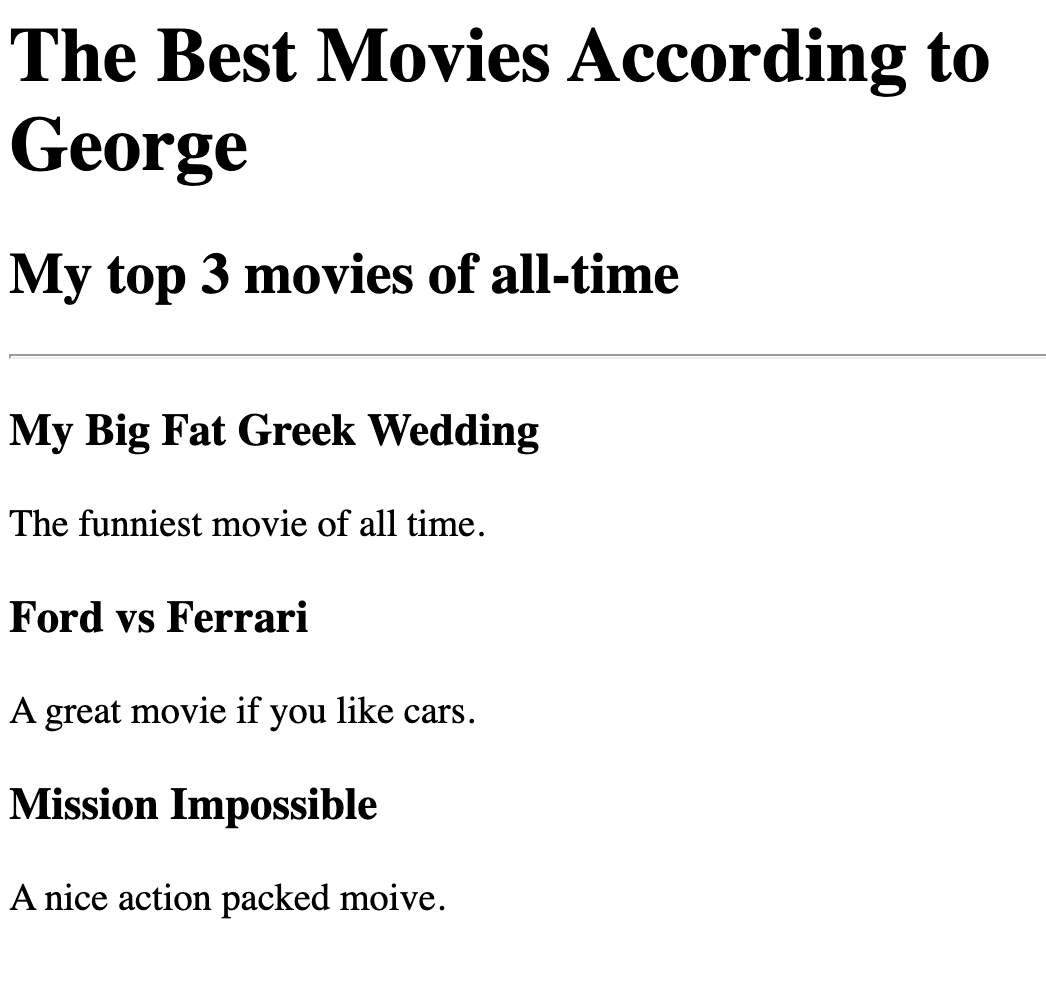 The Best Movies According to
George
My top 3 movies of all-time
My Big Fat Greek Wedding
The funniest movie of all time.
Ford vs Ferrari
A great movie if you like cars.
Mission Impossible
A nice action packed moive.